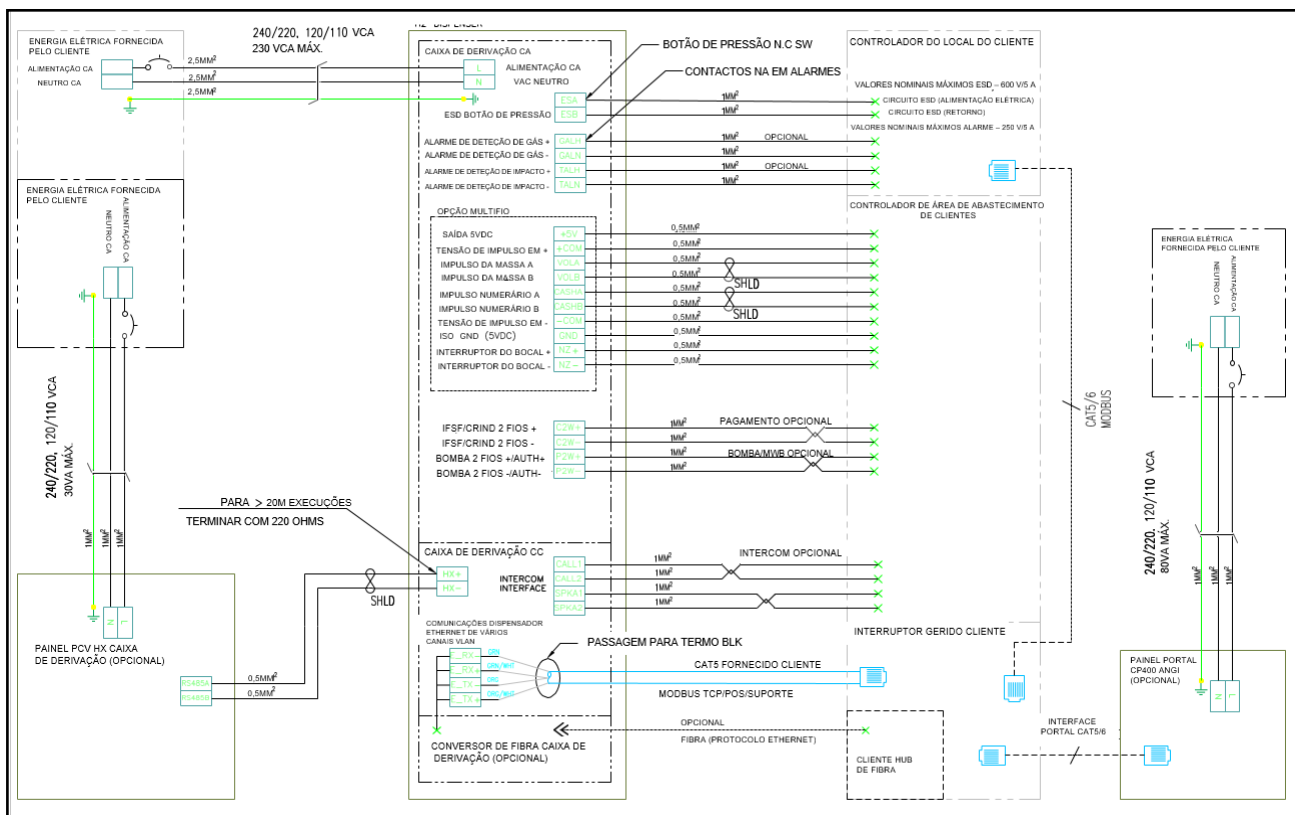 H2 DISPENSER
ENERGIA ELÉTRICA FORNECIDA
PELO CLIENTE
ALIMENTAÇÃO CA
NEUTRO CA
2,5MM²
2,5MM²
2,5MM²
240/220, 120/110 VCA
230 VCA MÁX.
CAIXA DE DERIVAÇÃO CA
L
N
ALIMENTAÇÃO CA
VAC NEUTRO
BOTÃO DE PRESSÃO N.C SW
CONTACTOS NA EM ALARMES
ESD BOTÃO DE PRESSÃO
ESA
ESB
1MM²
1MM²
ALARME DE DETEÇÃO DE GÁS +
ALARME DE DETEÇÃO DE GÁS -
ALARME DE DETEÇÃO DE IMPACTO +
ALARME DE DETEÇÃO DE IMPACTO -
GALH
GALN
TALH
TALN
1MM² OPCIONAL
1MM²
1MM² OPCIONAL
1MM²
CONTROLADOR DO LOCAL DO CLIENTE
VALORES NOMINAIS MÁXIMOS ESD – 600 V/5 A
CIRCUITO ESD (ALIMENTAÇÃO ELÉTRICA)
CIRCUITO ESD (RETORNO)
VALORES NOMINAIS MÁXIMOS ALARME – 250 V/5 A
ENERGIA ELÉTRICA FORNECIDA
PELO CLIENTE
NEUTRO CA
ALIMENTAÇÃO CA
240/220, 120/110 VCA
30VA MÁX.
1MM²
1MM²
1MM²
N
L
PAINEL PCV HX CAIXA
DE DERIVAÇÃO (OPCIONAL)
RS485A
RS485B
0,5MM²
0,5MM²
SHLD
OPÇÃO MULTIFIO
SAÍDA 5VDC
TENSÃO DE IMPULSO EM +
IMPULSO DA MASSA A
IMPULSO DA MASSA B
IMPULSO NUMERÁRIO A
IMPULSO NUMERÁRIO B
TENSÃO DE IMPULSO EM -
ISO GND (5VDC)
INTERRUPTOR DO BOCAL +
INTERRUPTOR DO BOCAL -
+5V
+COM
VOLA
VOLB
CASHA
CASHB
-COM
GND
NZ+
NZ-
0,5MM²
0,5MM²
0,5MM²
0,5MM²
SHLD
0,5MM²
0,5MM²
SHLD
0,5MM²
0,5MM²
0,5MM²
0,5MM²
CONTROLADOR DE ÁREA DE ABASTECIMENTO
DE CLIENTES
IFSF/CRIND 2 FIOS +
IFSF/CRIND 2 FIOS -
BOMBA 2 FIOS +/AUTH+
BOMBA 2 FIOS -/AUTH-
C2W+
C2W-
P2W+
P2W-
1MM² PAGAMENTO OPCIONAL
1MM²
1MM² BOMBA/MWB OPCIONAL
1MM²
PARA > 20M EXECUÇÕES
TERMINAR COM 220 OHMS
CAIXA DE DERIVAÇÃO CC
HX+
HX-
INTERCOM
INTERFACE
CALL1
CALL2
SPKA1
SPKA2
1MM² INTERCOM OPCIONAL
1MM²
1MM²
1MM²
COMUNICAÇÕES DISPENSADOR
ETHERNET DE VÁRIOS
CANAIS VLAN
E_RX-
E_RX+
E_TX-
E_TX+
GRN
GRN/WHT
ORG
ORG/WHT
PASSAGEM PARA TERMO BLK
CAT5 FORNECIDO CLIENTE
MODBUS TCP/POS/SUPORTE
INTERRUPTOR GERIDO CLIENTE
CONVERSOR DE FIBRA CAIXA DE
DERIVAÇÃO (OPCIONAL)
OPCIONAL
FIBRA (PROTOCOLO ETHERNET)
CLIENTE HUB
DE FIBRA
CAT5/6
MODBUS
INTERFACE
PORTAL CAT5/6
ENERGIA ELÉTRICA
FORNECIDA PELO CLIENTE
NEUTRO CA
ALIMENTAÇÃO CA
240/220, 120/110 VCA
80VA MÁX.
1MM²
1MM²
1MM²
PAINEL PORTAL
CP400 ANGI
(OPCIONAL)
N
L